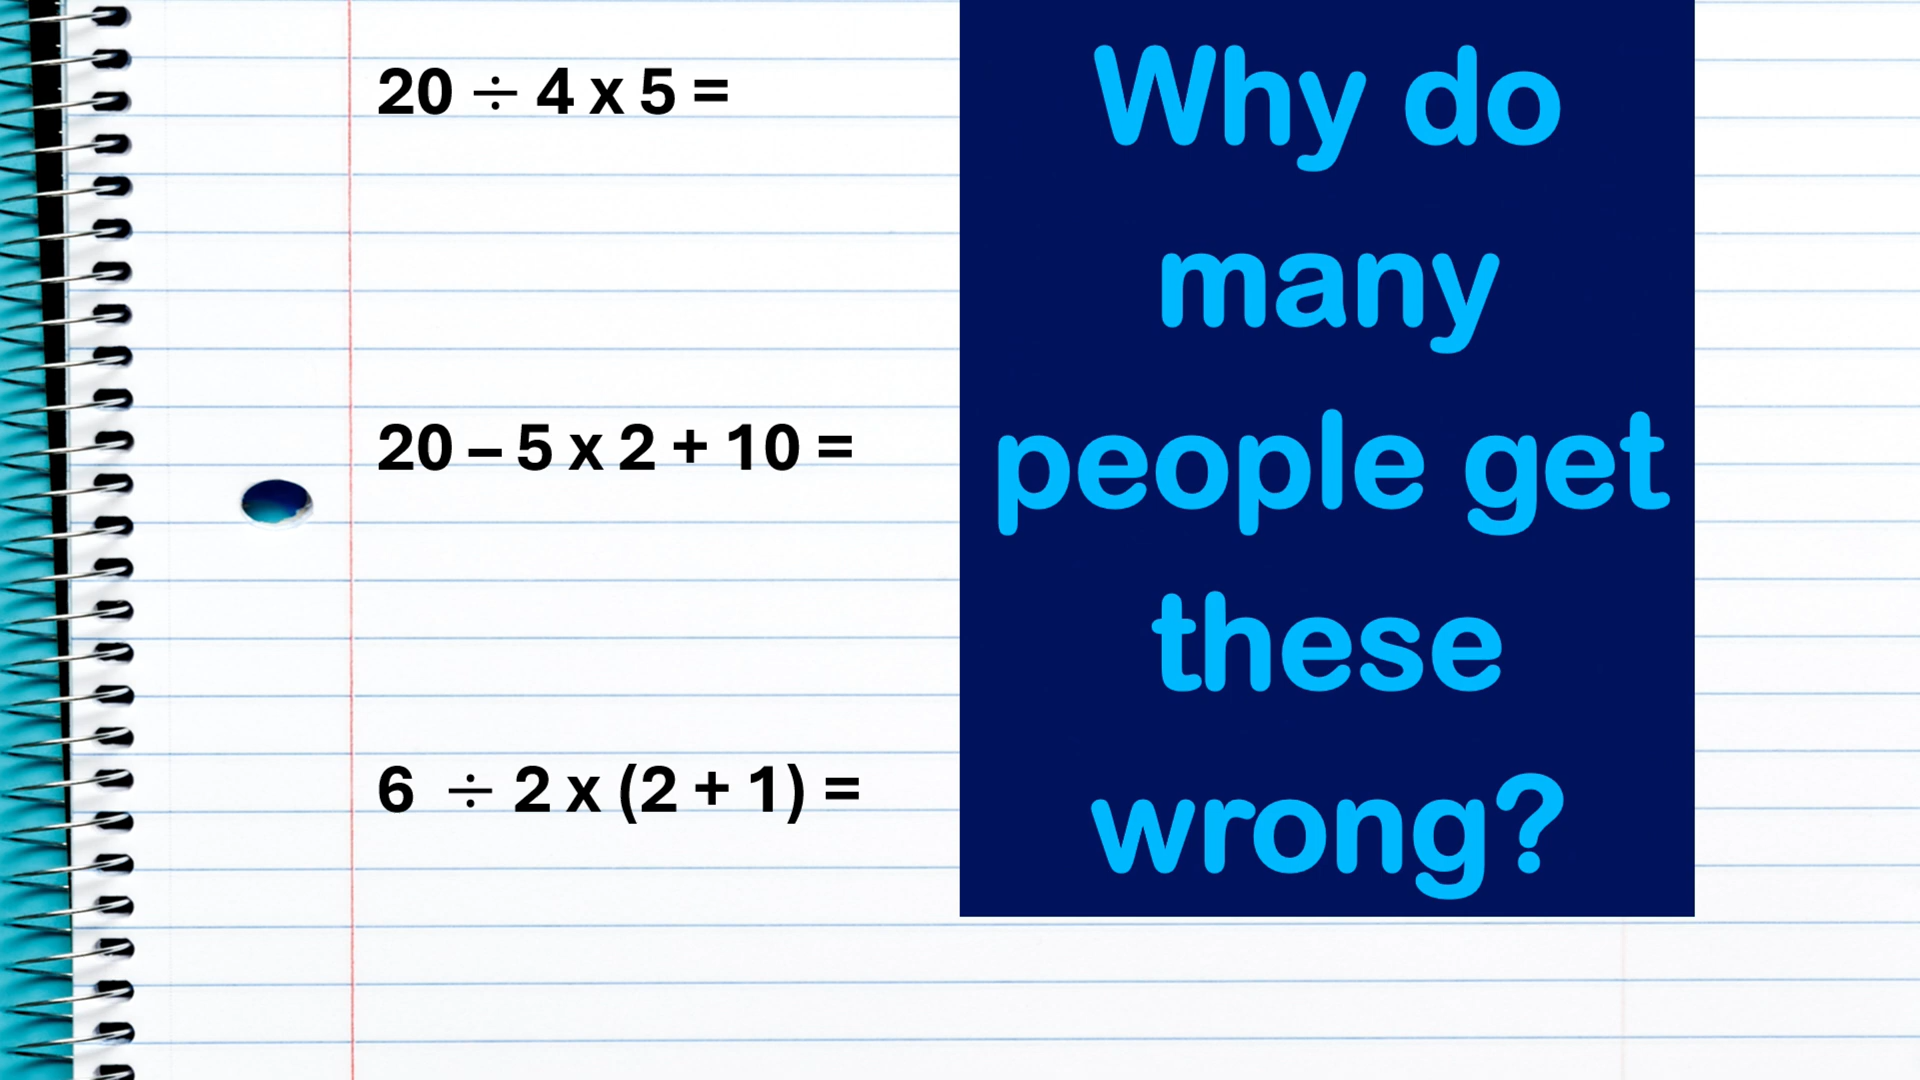 20 ÷ 4 x 5 =
20 – 5 x 2 + 10 =
6 ÷ 2 x (2 + 1) =
Why do
many
people get
these
wrong?